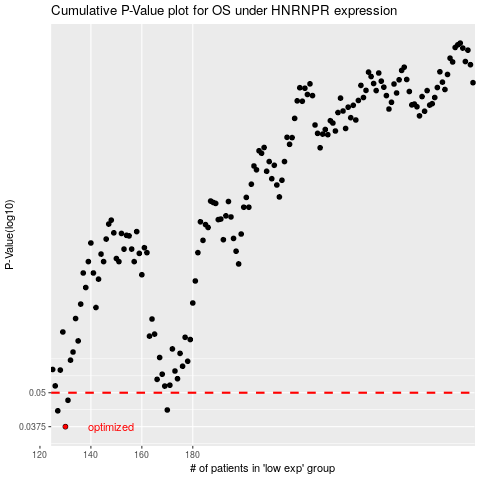 Cumulative P-Value plot for OS under HNRNPR expression
P-Value(log10)
0.05
0.0375
optimized
120 140 160 180
# of patients in 'low exp' group